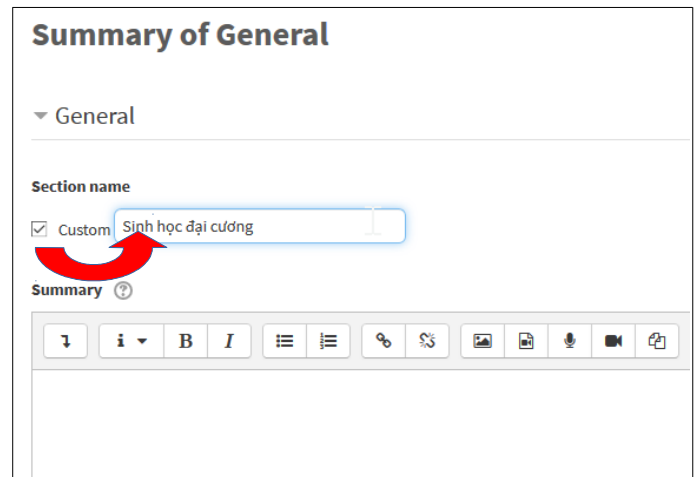 Summary of General
General
Section name
Custom Sinh học đại cương
Summary
B I